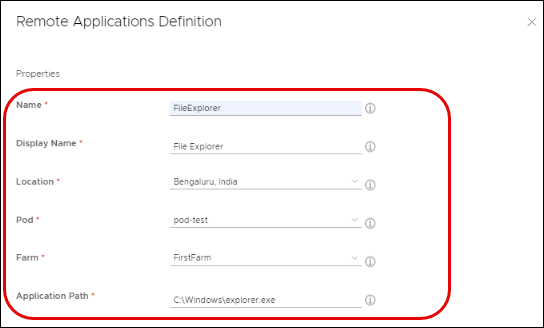 Remote Applications Definition
Properties
Name * FileExplorer
Display Name * File Explorer
Location * Bengaluru, India
Pod * pod-test
Farm * FirstFarm
Application Path * C:\Windows\explorer.exe